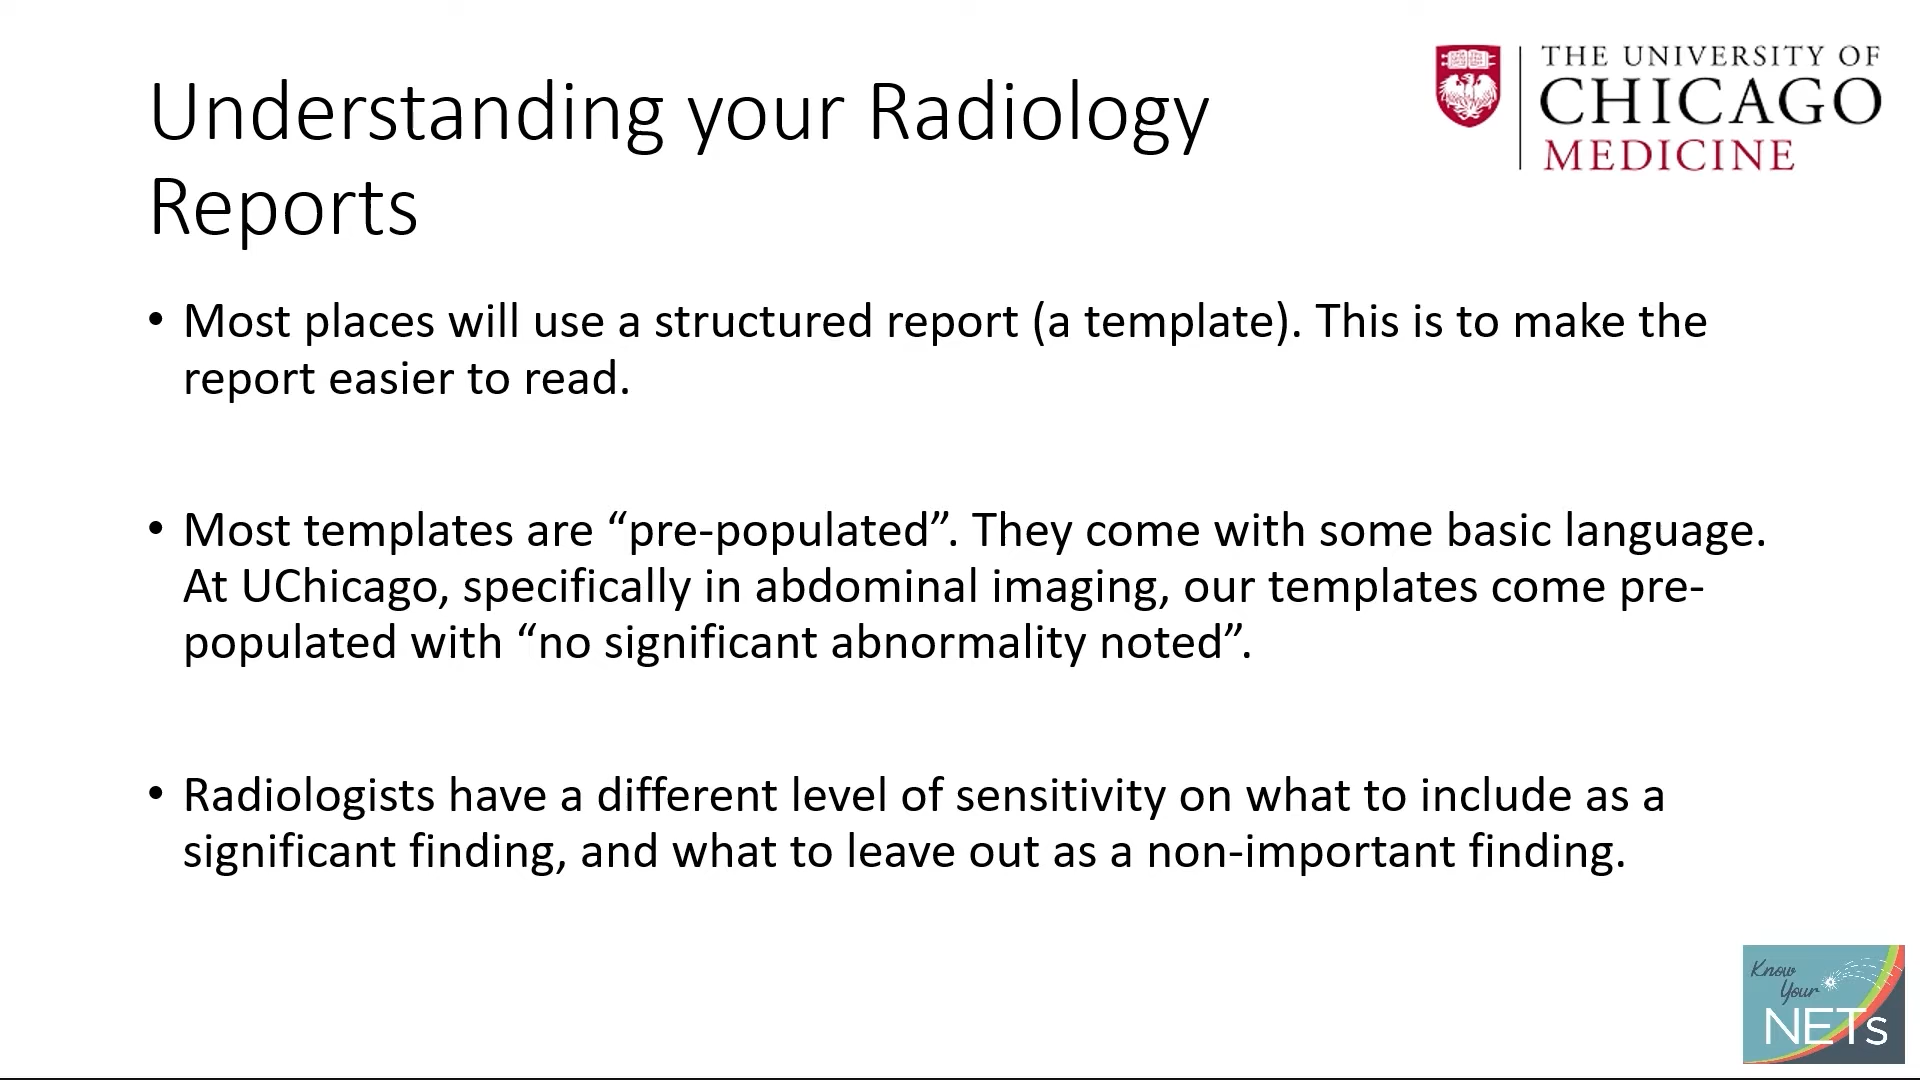 Understanding your Radiology
Reports
THE UNIVERSITY OF
CHICAGO
MEDICINE
• Most places will use a structured report (a template). This is to make the
report easier to read.
• Most templates are “pre-populated”. They come with some basic language.
At UChicago, specifically in abdominal imaging, our templates come pre-
populated with “no significant abnormality noted”.
• Radiologists have a different level of sensitivity on what to include as a
significant finding, and what to leave out as a non-important finding.
Know
Your
NETs